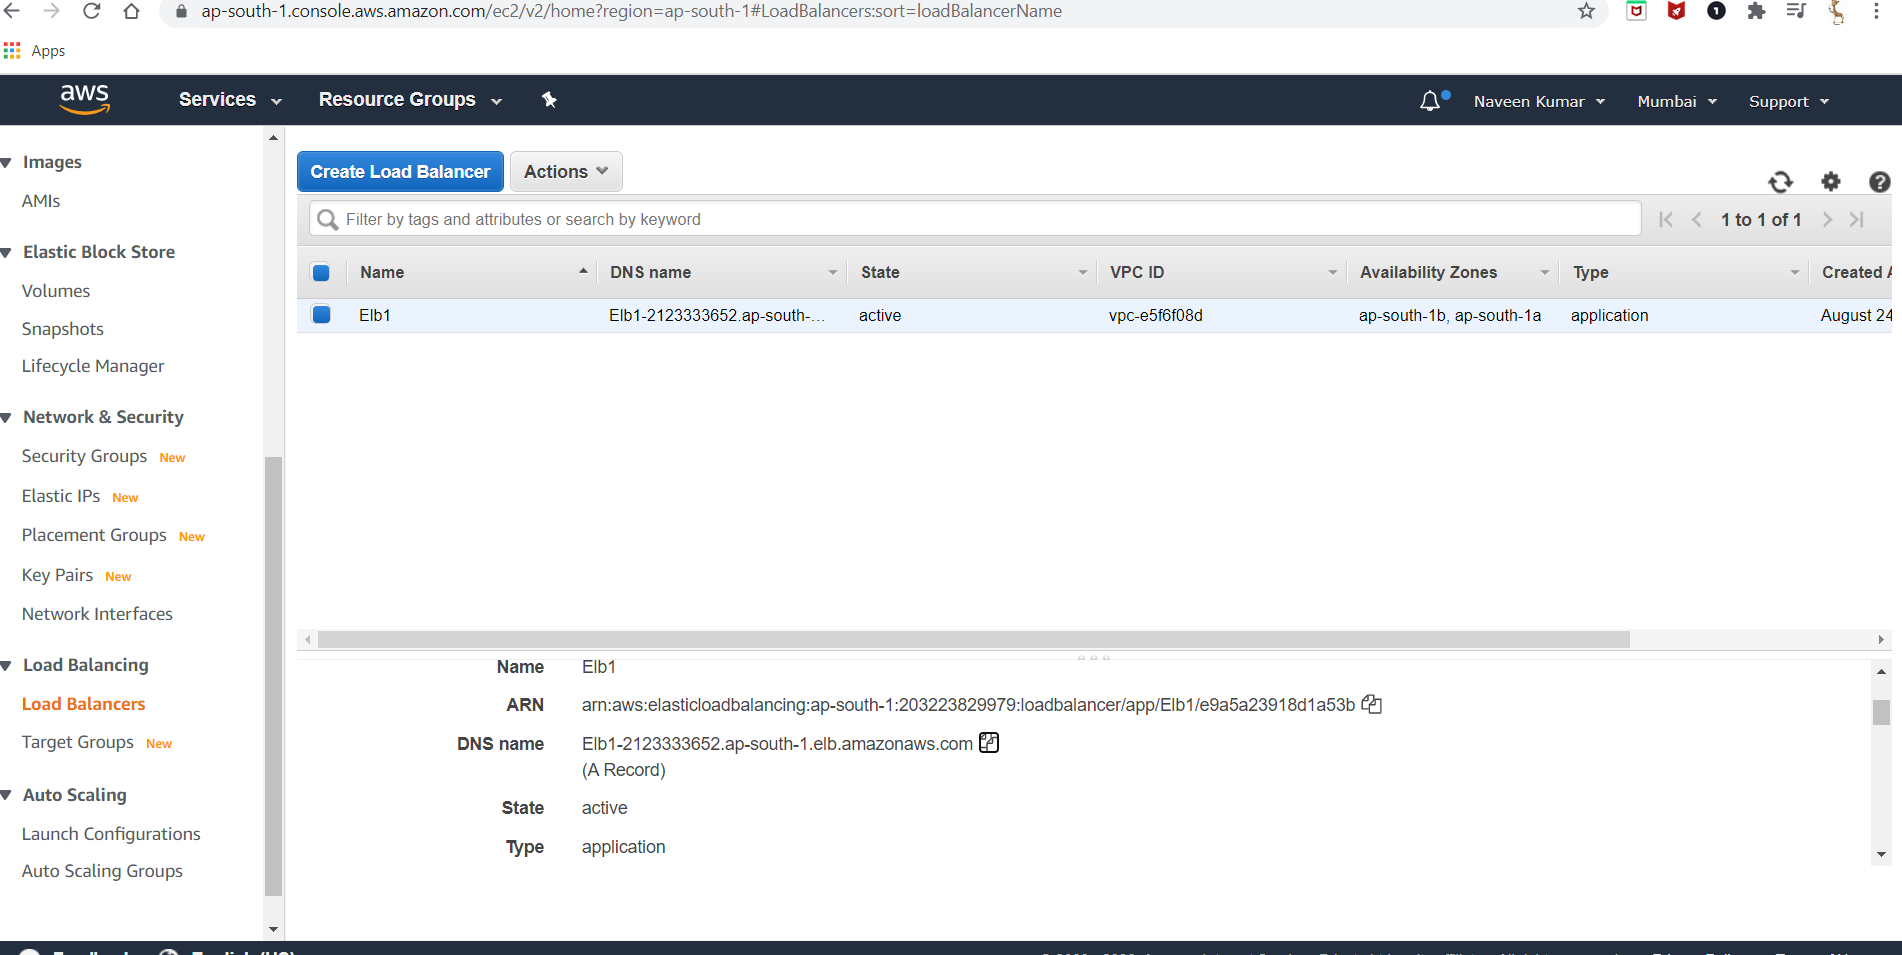 ap-south-1.console.aws.amazon.com/ec2/v2/home?region=ap-south-1#LoadBalancers:sort=loadBalancerName
Apps
aws Services Resource Groups Naveen Kumar Mumbai Support
Images
AMIs
Elastic Block Store
Volumes
Snapshots
Lifecycle Manager
Network & Security
Security Groups New
Elastic IPs New
Placement Groups New
Key Pairs New
Network Interfaces
Load Balancing
Load Balancers
Target Groups New
Auto Scaling
Launch Configurations
Auto Scaling Groups
Create Load Balancer Actions
Filter by tags and attributes or search by keyword 1 to 1 of 1
Name DNS name State VPC ID Availability Zones Type Created A
Elb1 Elb1-2123333652.ap-south-... active vpc-e5f6f08d ap-south-1b, ap-south-1a application August 24
Name Elb1
ARN arn:aws:elasticloadbalancing:ap-south-1:203223829979:loadbalancer/app/Elb1/e9a5a23918d1a53b
DNS name Elb1-2123333652.ap-south-1.elb.amazonaws.com
(A Record)
State active
Type application